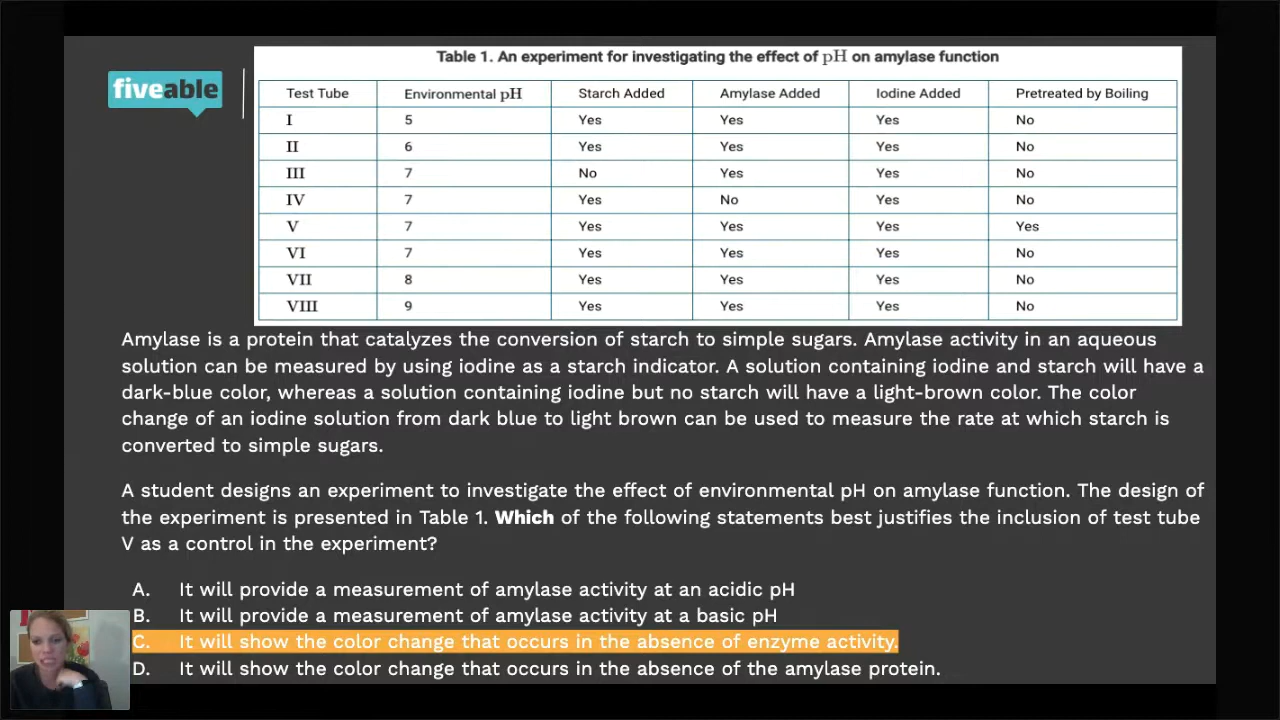 fiveable
Table 1. An experiment for investigating the effect of pH on amylase function
Test Tube Environmental pH Starch Added Amylase Added Iodine Added Pretreated by Boiling
I 5 Yes Yes Yes No
II 6 Yes Yes Yes No
III 7 No Yes Yes No
IV 7 Yes No Yes No
V 7 Yes Yes Yes Yes
VI 7 Yes Yes Yes No
VII 8 Yes Yes Yes No
VIII 9 Yes Yes Yes No
Amylase is a protein that catalyzes the conversion of starch to simple sugars. Amylase activity in an aqueous
solution can be measured by using iodine as a starch indicator. A solution containing iodine and starch will have a
dark-blue color, whereas a solution containing iodine but no starch will have a light-brown color. The color
change of an iodine solution from dark blue to light brown can be used to measure the rate at which starch is
converted to simple sugars.
A student designs an experiment to investigate the effect of environmental pH on amylase function. The design of
the experiment is presented in Table 1. Which of the following statements best justifies the inclusion of test tube
V as a control in the experiment?
A. It will provide a measurement of amylase activity at an acidic pH
B. It will provide a measurement of amylase activity at a basic pH
C. It will show the color change that occurs in the absence of enzyme activity.
D. It will show the color change that occurs in the absence of the amylase protein.